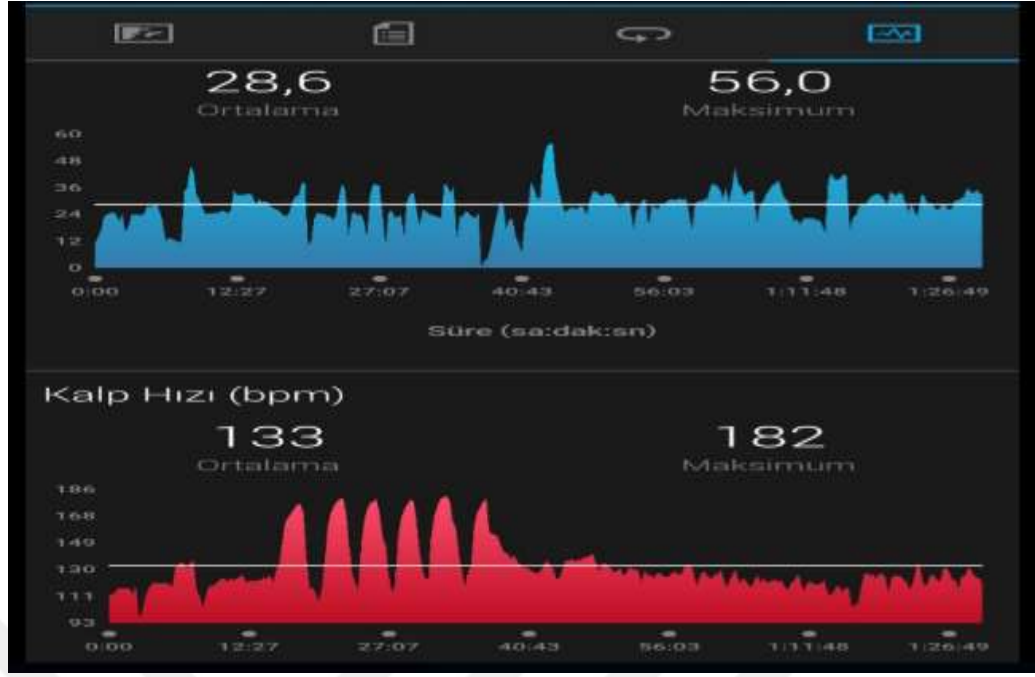 28,6 56,0
Ortalama Maksimum
60
48
36
24
12
0
0:00 12:27 27:07 40:43 56:03 1:11:48 1:26:49
Süre (sa:dak:sn)
Kalp Hızı (bpm)
133 182
Ortalama Maksimum
186
168
149
130
111
93
0:00 12:27 27:07 40:43 56:03 1:11:48 1:26:49